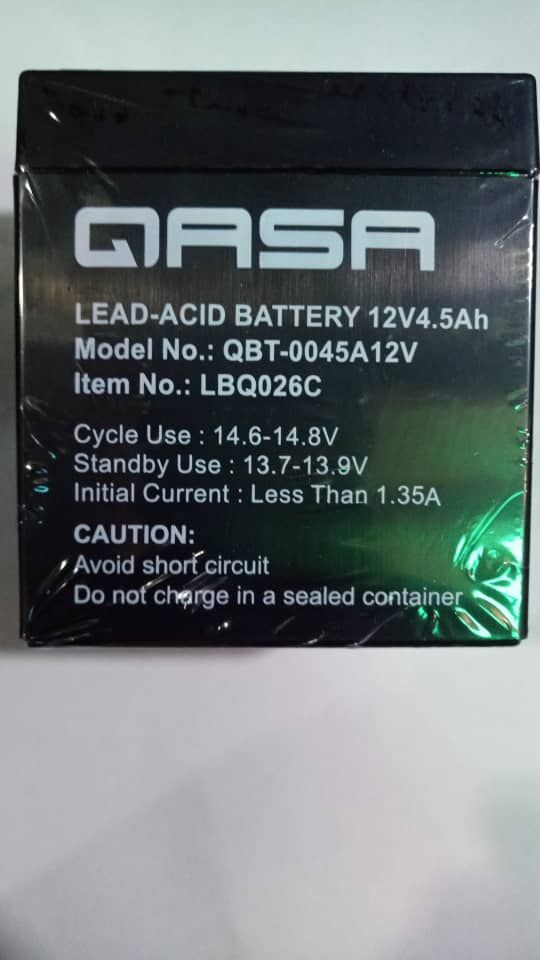 QASA
LEAD-ACID BATTERY 12V4.5Ah
Model No.: QBT-0045A12V
Item No.: LBQ026C
Cycle Use : 14.6-14.8V
Standby Use : 13.7-13.9V
Initial Current : Less Than 1.35A
CAUTION:
Avoid short circuit
Do not charge in a sealed container